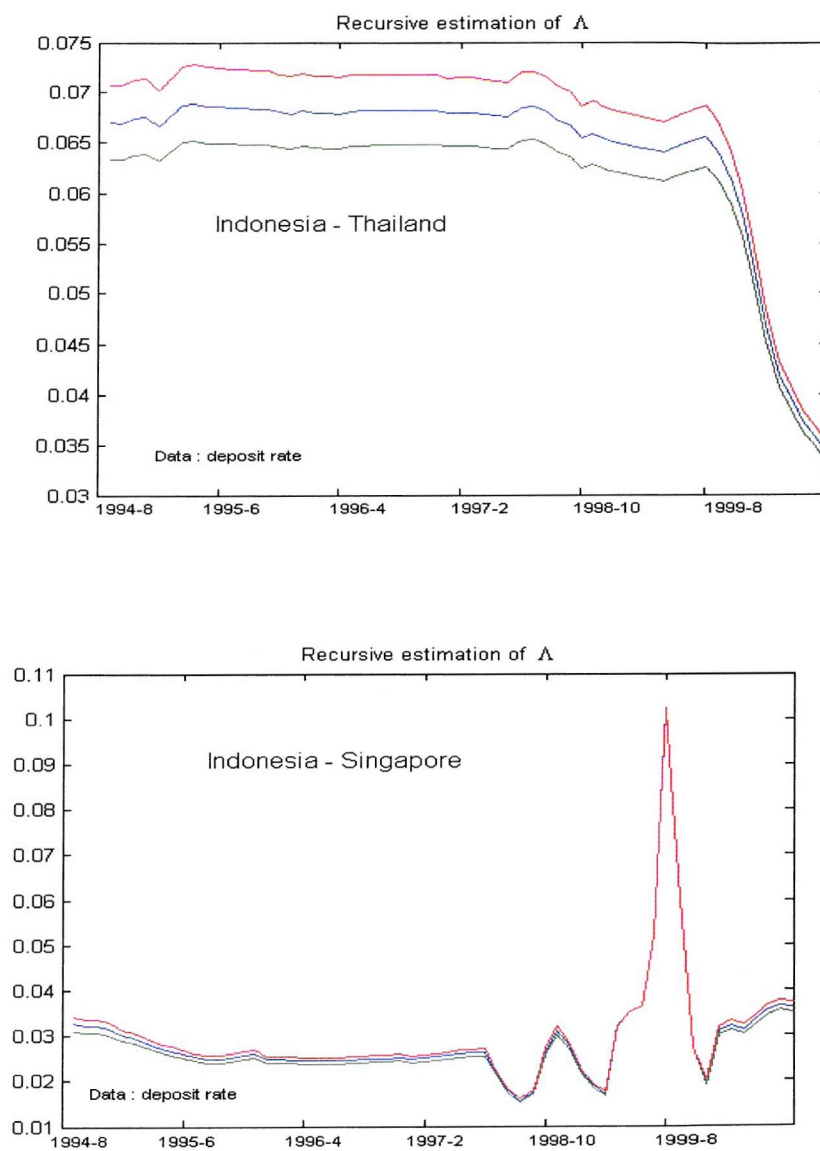 Recursive estimation of Λ
0.075
0.07
0.065
0.06
0.055
0.05
0.045
0.04
0.035
0.03
Indonesia - Thailand
Data : deposit rate
1994-8 1995-6 1996-4 1997-2 1998-10 1999-8
Recursive estimation of Λ
0.11
0.1
0.09
0.08
0.07
0.06
0.05
0.04
0.03
0.02
0.01
Indonesia - Singapore
Data : deposit rate
1994-8 1995-6 1996-4 1997-2 1998-10 1999-8